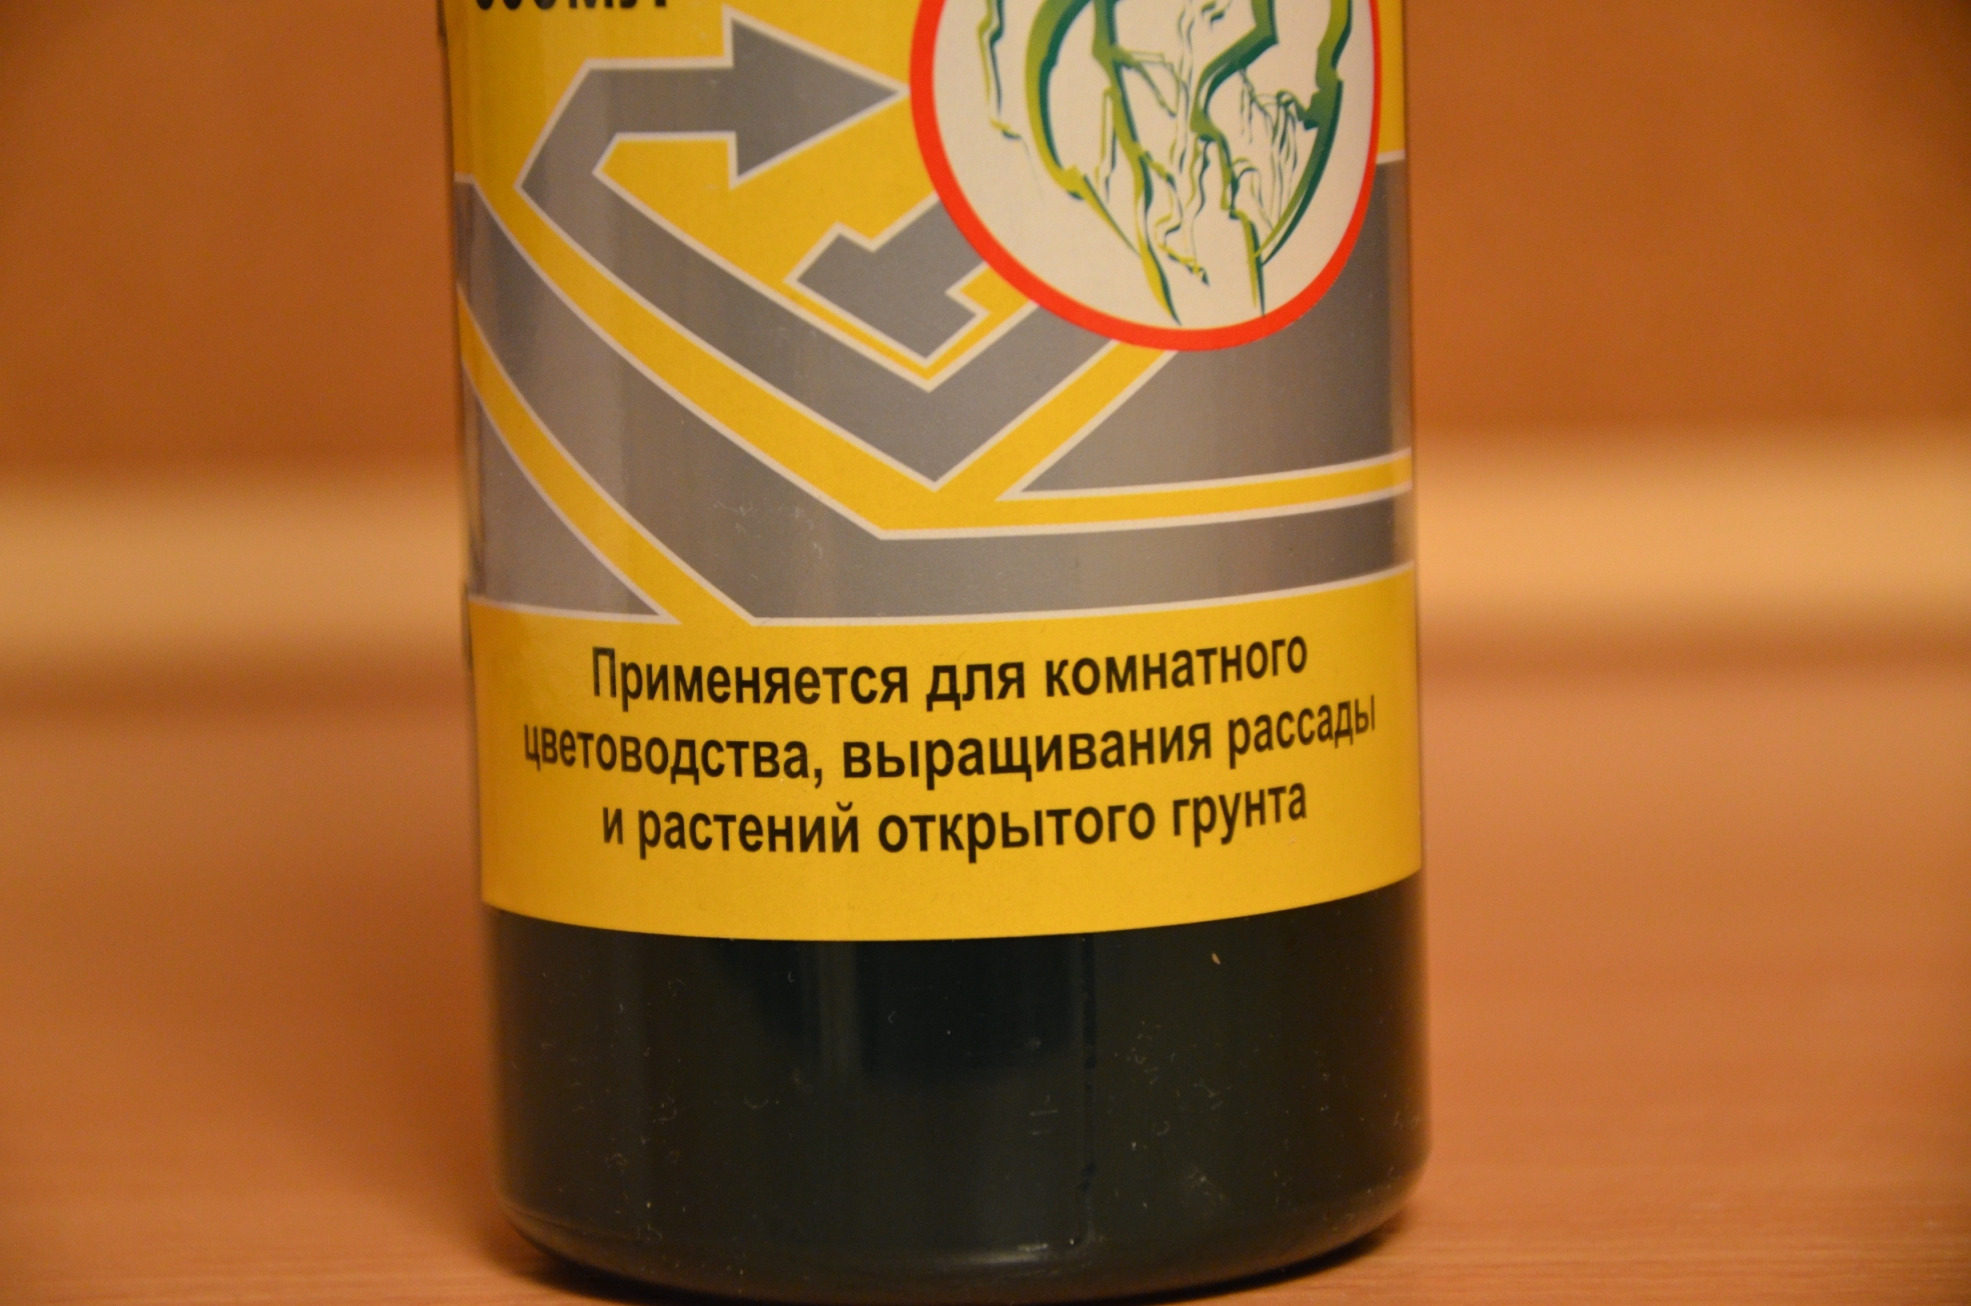 Применяется для комнатного
цветоводства, выращивания рассады
и растений открытого грунта